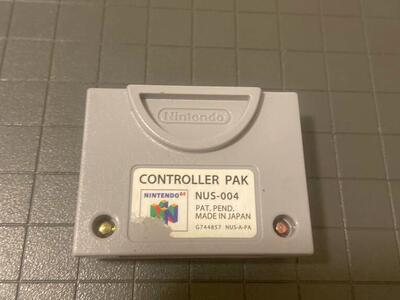 Nintendo
CONTROLLER PAK
NINTENDO 64
NUS-004
PAT. PEND.
MADE IN JAPAN
G744857 NUS-A-PA